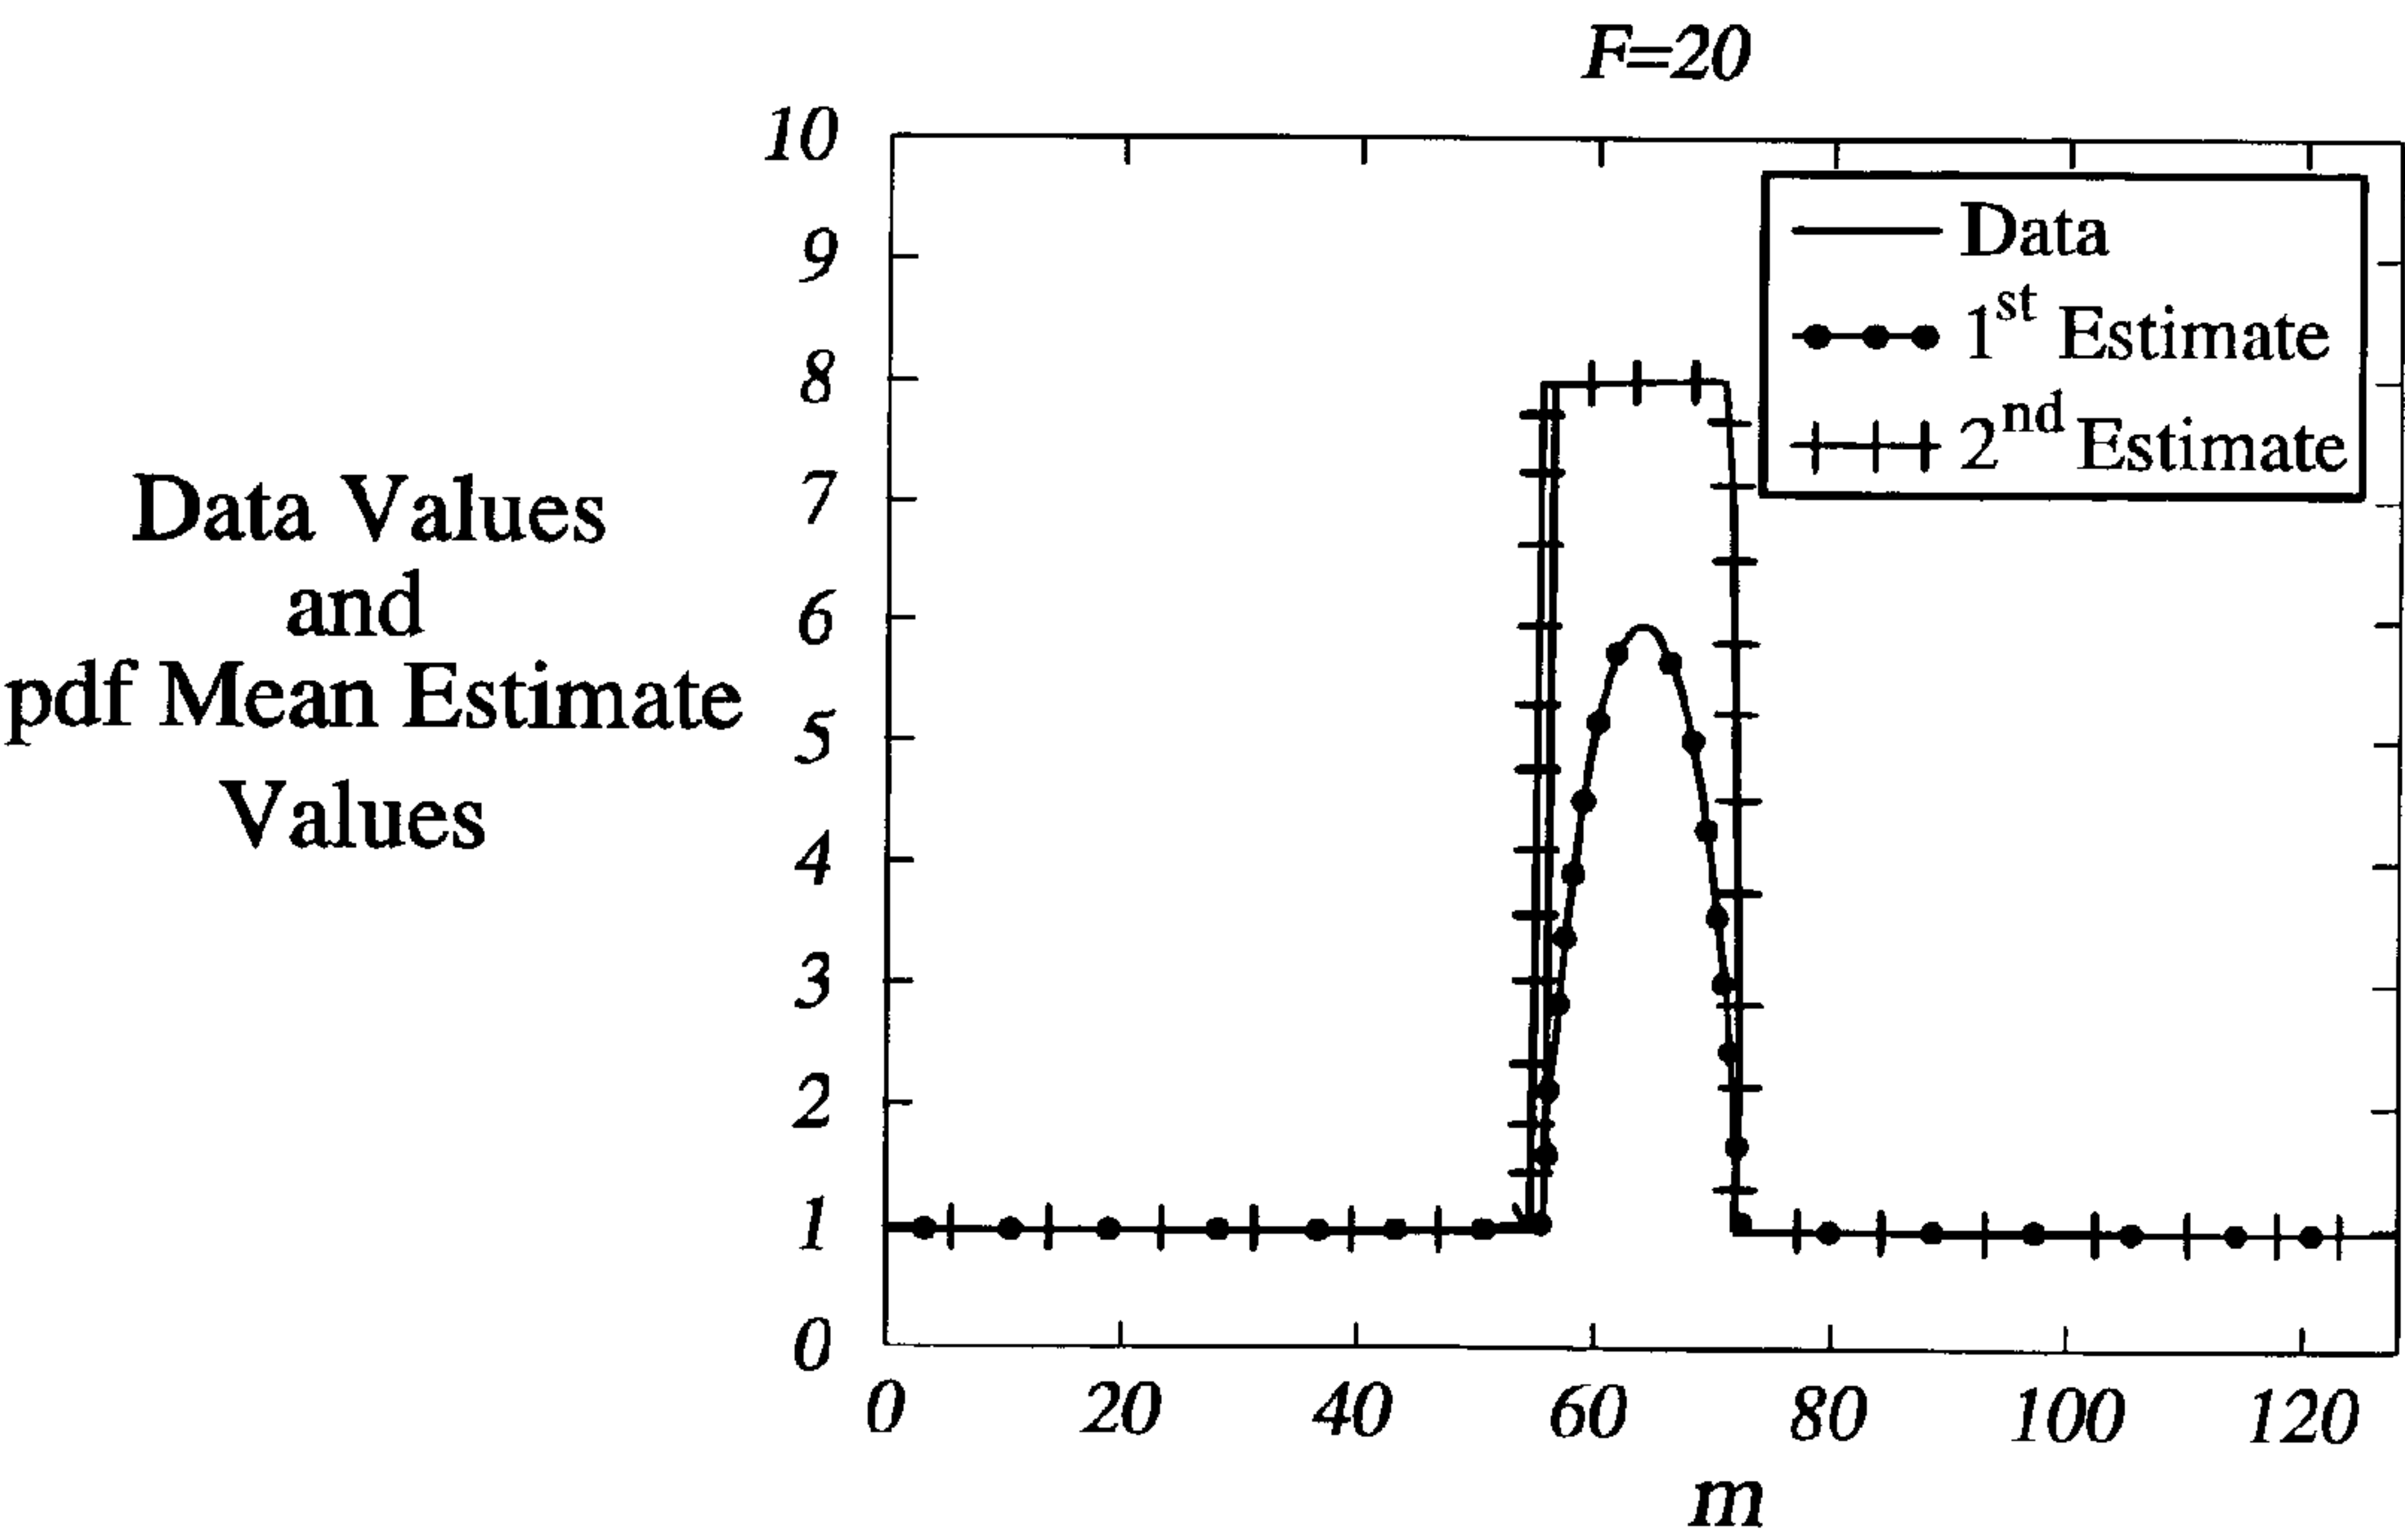 F=20
10
9
8
7
6
5
4
3
2
1
0
Data Values
and
pdf Mean Estimate
Values
Data
1st Estimate
2nd Estimate
0 20 40 60 80 100 120
m